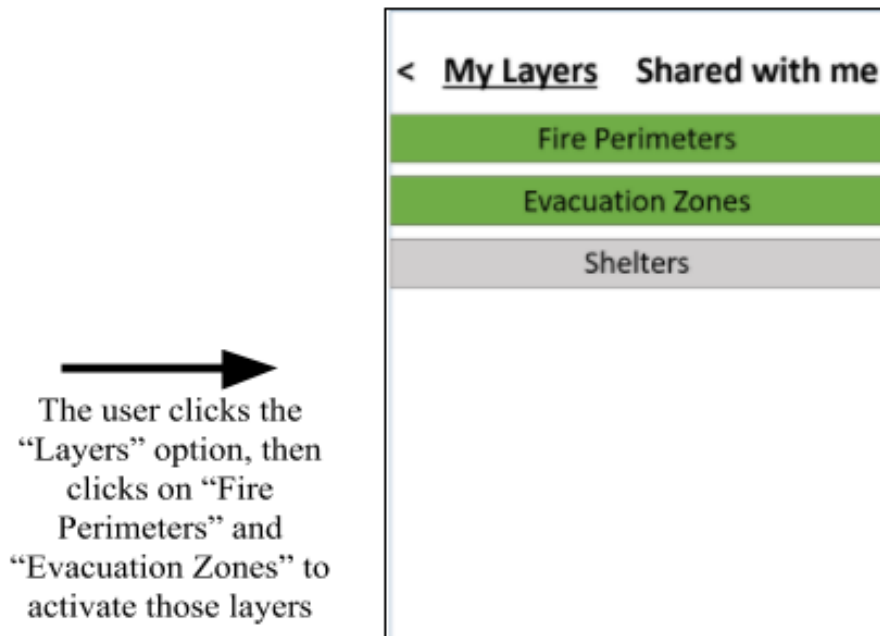 < My Layers Shared with me
Fire Perimeters
Evacuation Zones
Shelters
The user clicks the
“Layers” option, then
clicks on “Fire
Perimeters” and
“Evacuation Zones” to
activate those layers